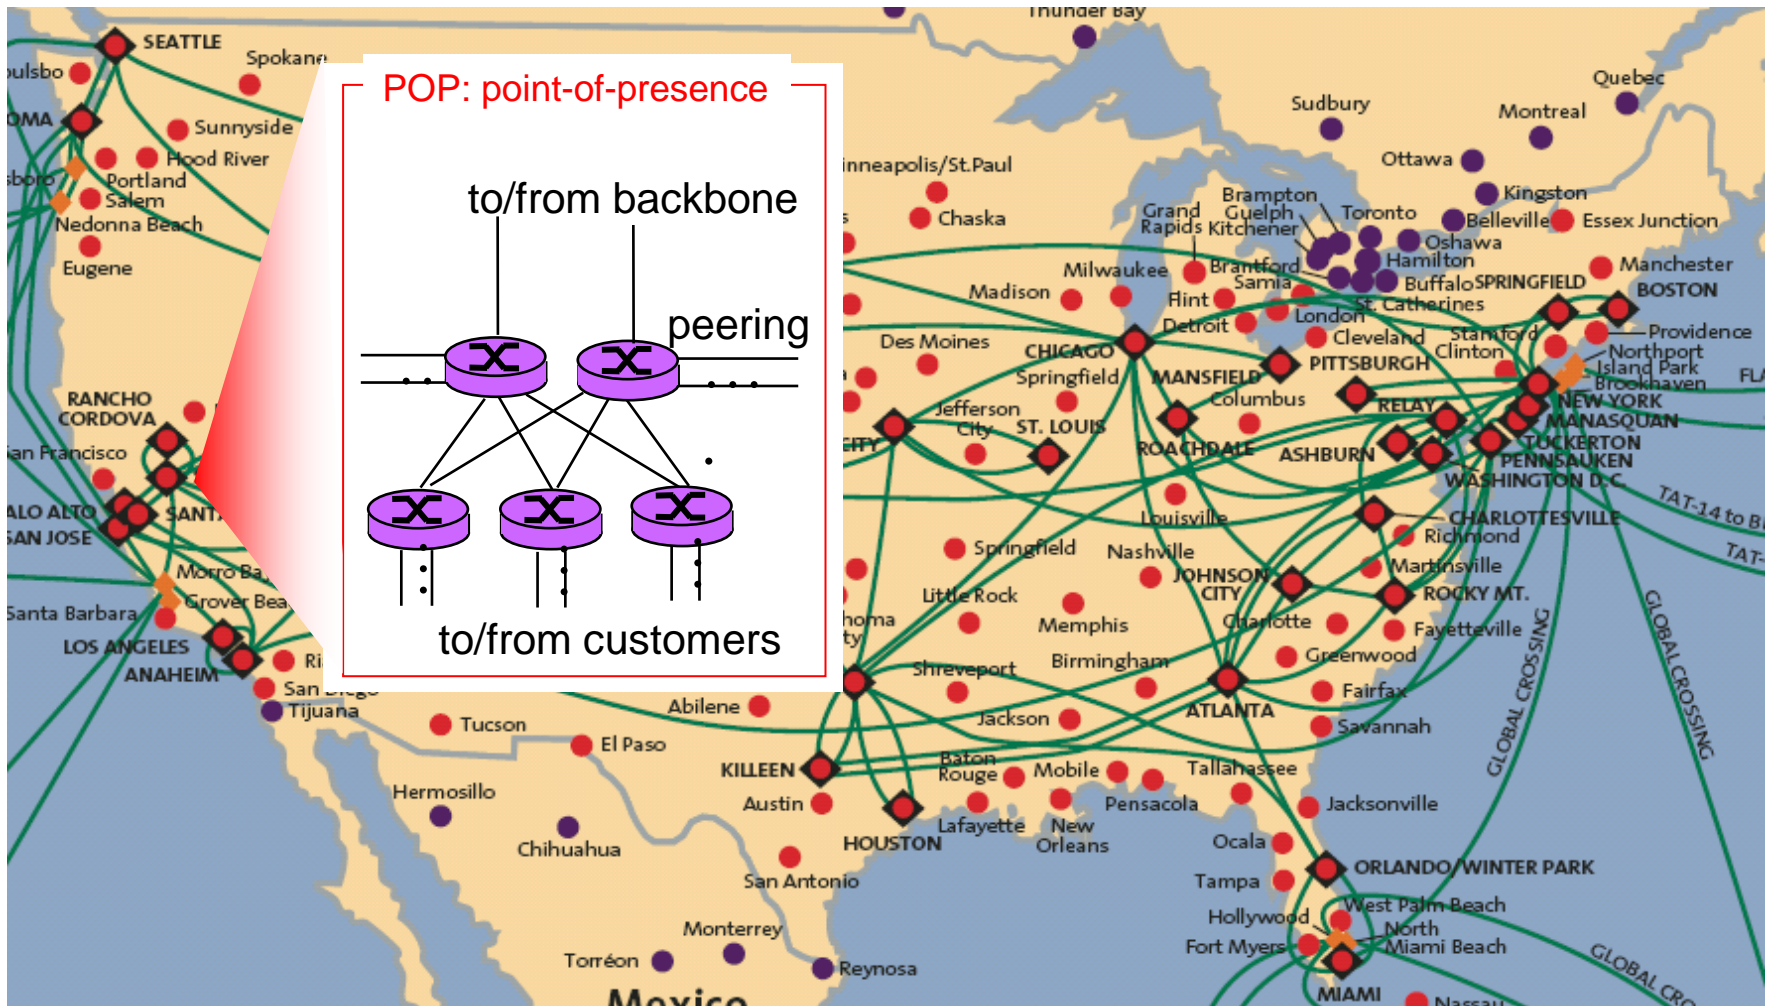 Thunder Bay
SEATTLE
Spokane
Quebec
POP: point-of-presence
Sudbury
Montreal
Sunnyside
Hood River
Ottawa
Portland
Kingston
Salem
to/from backbone
Chaska
Brampton
Grand
Rapids
Guelph
Kitchener
Toronto
Belleville
Essex Junction
Nedonna Beach
Oshawa
Eugene
Milwaukee
Brantford
Hamilton
Manchester
Madison
Flint
Buffalo
SPRINGFIELD
BOSTON
St. Catherines
peering
Detroit
London
Cleveland
Stamford
Providence
Des Moines
CHICAGO
PITTSBURGH
Clinton
Northport
Island Park
Brookhaven
Springfield
MANSFIELD
RANCHO
CORDOVA
Columbus
RELAY
NEW YORK
Jefferson
City
ST. LOUIS
MANASQUAN
CITY
ROACHDALE
ASHBURN
TUCKERTON
PENNSAUKEN
WASHINGTON D.C.
Louisville
CHARLOTTESVILLE
TAT-14 to
SAN JOSE
Richmond
Springfield
Nashville
Morro
JOHNSON
CITY
Martinsville
Grover
Little Rock
ROCKY MT.
Santa Barbara
Memphis
Charlotte
Fayetteville
to/from customers
LOS ANGELES
Greenwood
ANAHEIM
Shreveport
Birmingham
GLOBAL CROSSING
GLOBAL CROSSING
San Diego
Fairfax
Tijuana
Abilene
Jackson
ATLANTA
Savannah
Tucson
El Paso
KILLEEN
Baton
Rouge
Mobile
Tallahassee
Hermosillo
Austin
Pensacola
Jacksonville
Lafayette
New
Orleans
Chihuahua
HOUSTON
Ocala
San Antonio
ORLANDO/WINTER PARK
Tampa
West Palm Beach
Hollywood
North
Miami Beach
Monterrey
Fort Myers
Torréon
Reynosa
GLOBAL
Mexico
MIAMI
Nassau